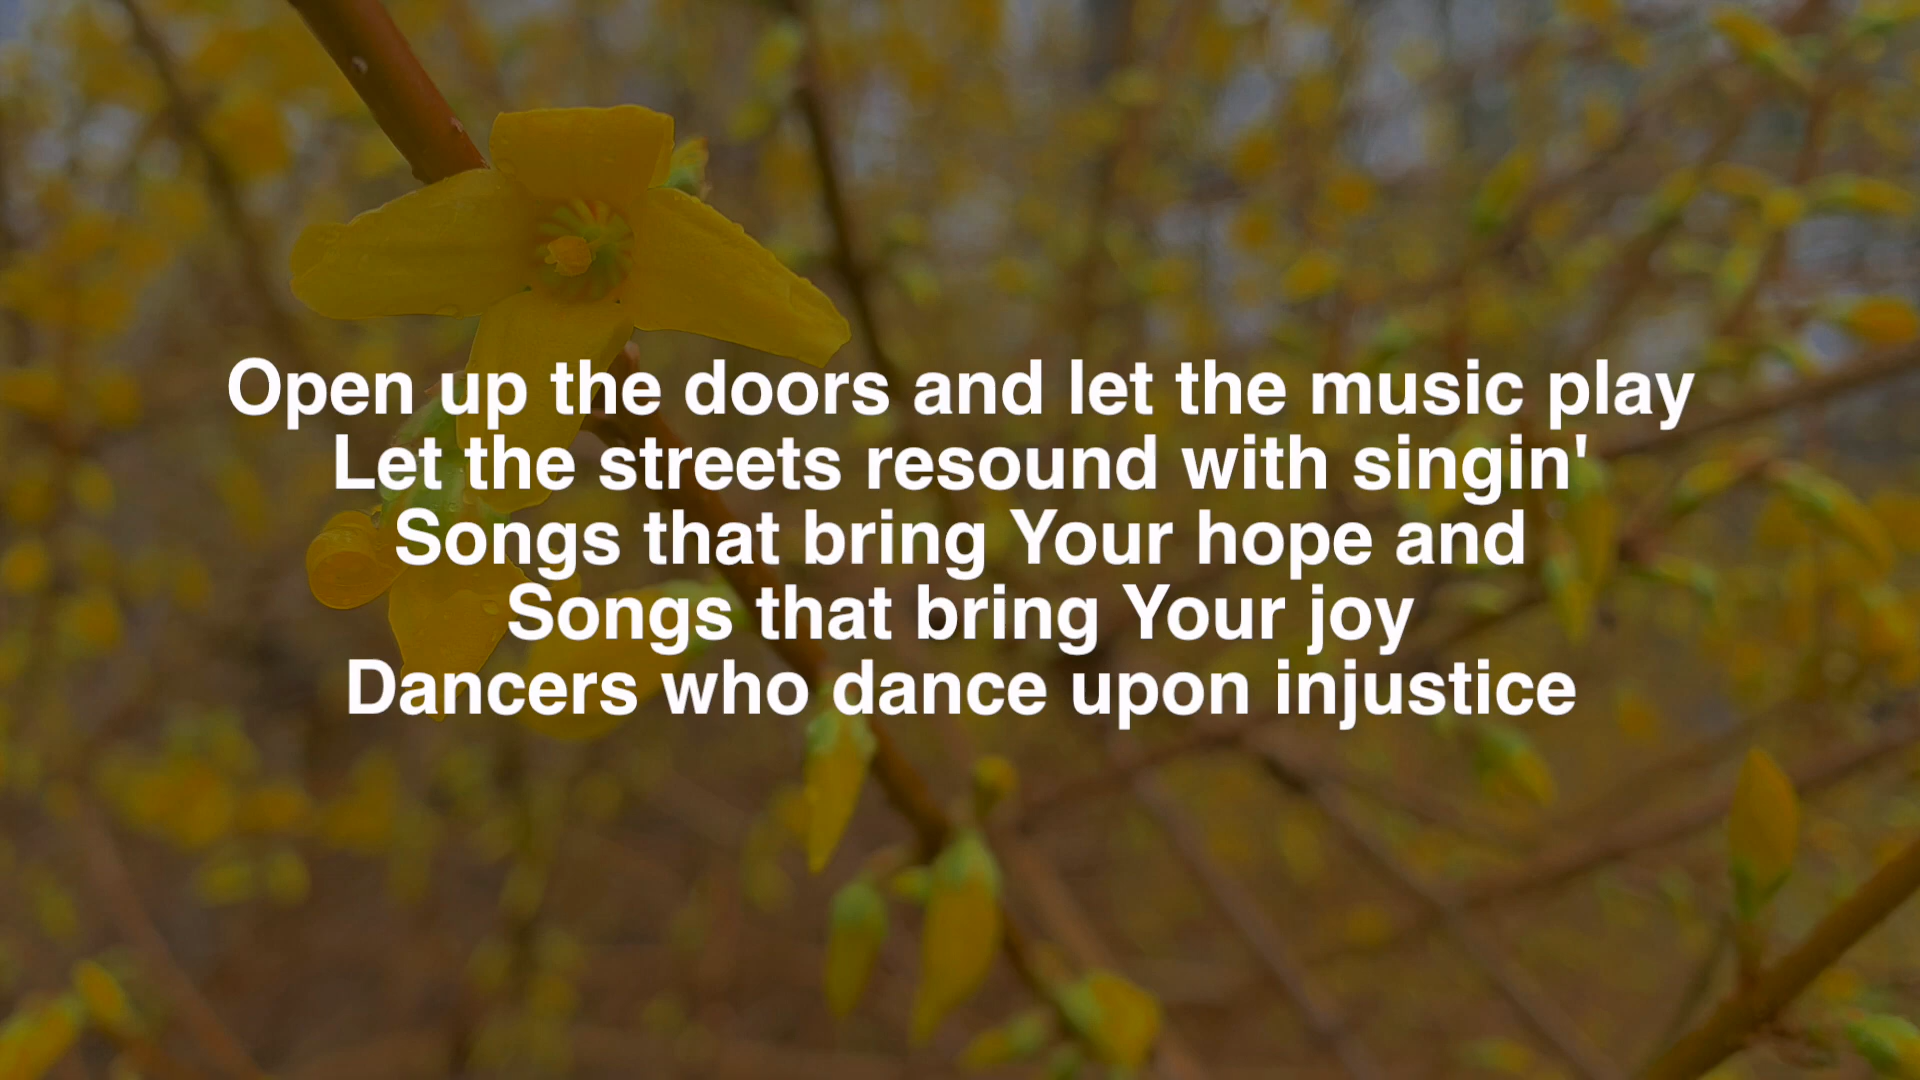 Open up the doors and let the music play
Let the streets resound with singin'
Songs that bring Your hope and
Songs that bring Your joy
Dancers who dance upon injustice